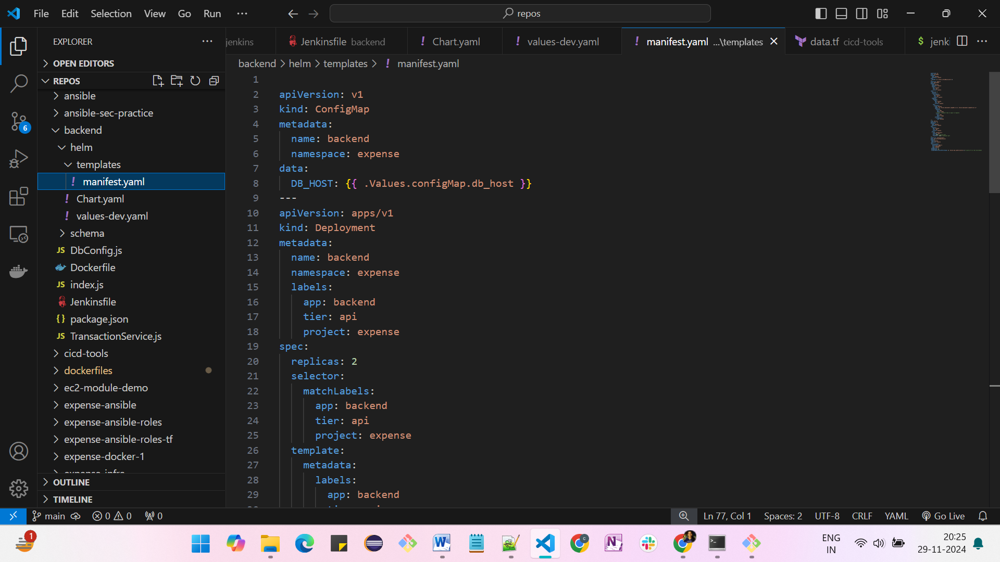 File Edit Selection View Go Run ··· repos
EXPLORER ···
jenkins Jenkinsfile backend ! Chart.yaml ! values-dev.yaml ! manifest.yaml ...\templates data.tf cicd-tools $ jenki ···
backend > helm > templates > ! manifest.yaml
OPEN EDITORS
REPOS
ansible
ansible-sec-practice
backend
helm
templates
! manifest.yaml
! Chart.yaml
! values-dev.yaml
schema
JS DbConfig.js
Dockerfile
JS index.js
Jenkinsfile
{} package.json
JS TransactionService.js
cicd-tools
dockerfiles
ec2-module-demo
expense-ansible
expense-ansible-roles
expense-ansible-roles-tf
expense-docker-1
OUTLINE
TIMELINE
6
1
2 apiVersion: v1
3 kind: ConfigMap
4 metadata:
5 name: backend
6 namespace: expense
7 data:
8 DB_HOST: {{ .Values.configMap.db_host }}
9 ---
10 apiVersion: apps/v1
11 kind: Deployment
12 metadata:
13 name: backend
14 namespace: expense
15 labels:
16 app: backend
17 tier: api
18 project: expense
19 spec:
20 replicas: 2
21 selector:
22 matchLabels:
23 app: backend
24 tier: api
25 project: expense
26 template:
27 metadata:
28 labels:
29 app: backend
main 0 0 0 Ln 77, Col 1 Spaces: 2 UTF-8 CRLF YAML Go Live
1
ENG
IN
20:25
29-11-2024